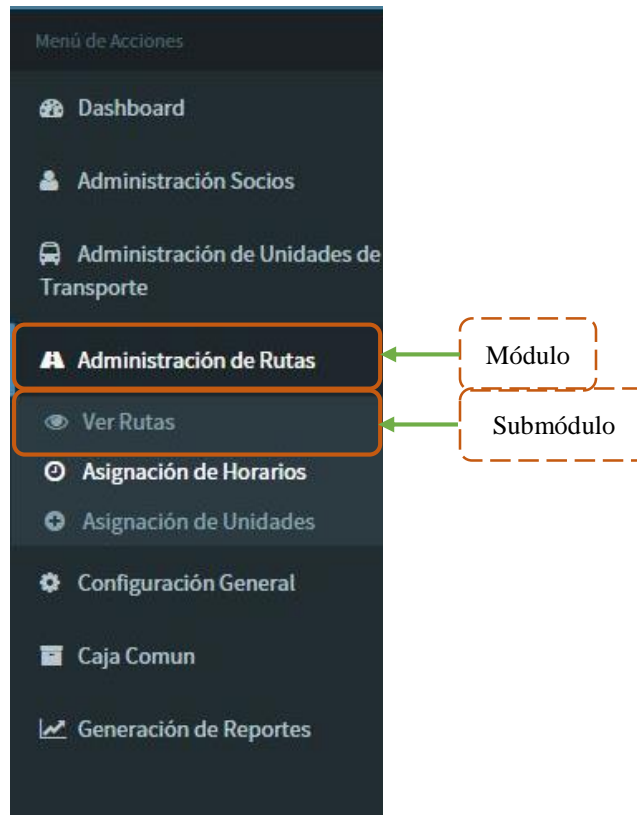 Menú de Acciones
Dashboard
Administración Socios
Administración de Unidades de
Transporte
Administración de Rutas
Módulo
Ver Rutas
Submódulo
Asignación de Horarios
Asignación de Unidades
Configuración General
Caja Comun
Generación de Reportes